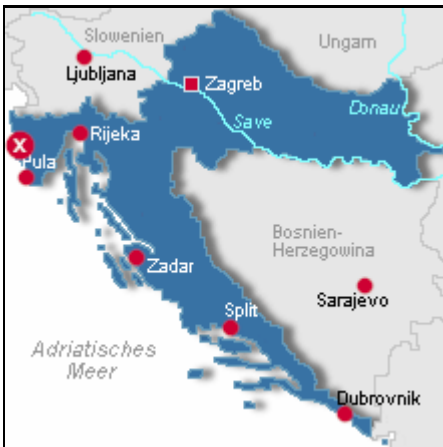 Slowenien
Ungarn
Ljubljana
Zagreb
Donau
Save
X
Rijeka
Pula
Bosnien-
Herzegowina
Zadar
Sarajevo
Split
Adriatisches
Meer
Dubrovnik